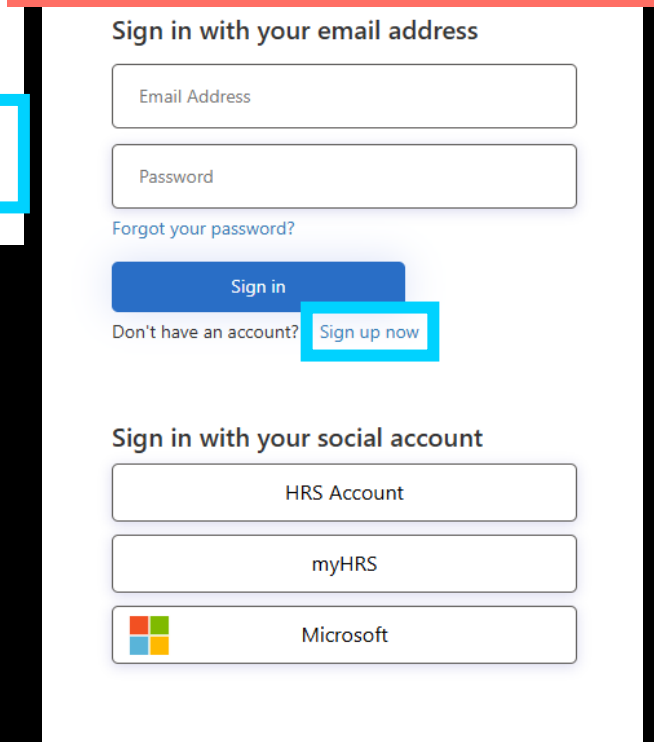 Sign in with your email address
Email Address
Password
Forgot your password?
Sign in
Don't have an account? Sign up now
Sign in with your social account
HRS Account
myHRS
Microsoft